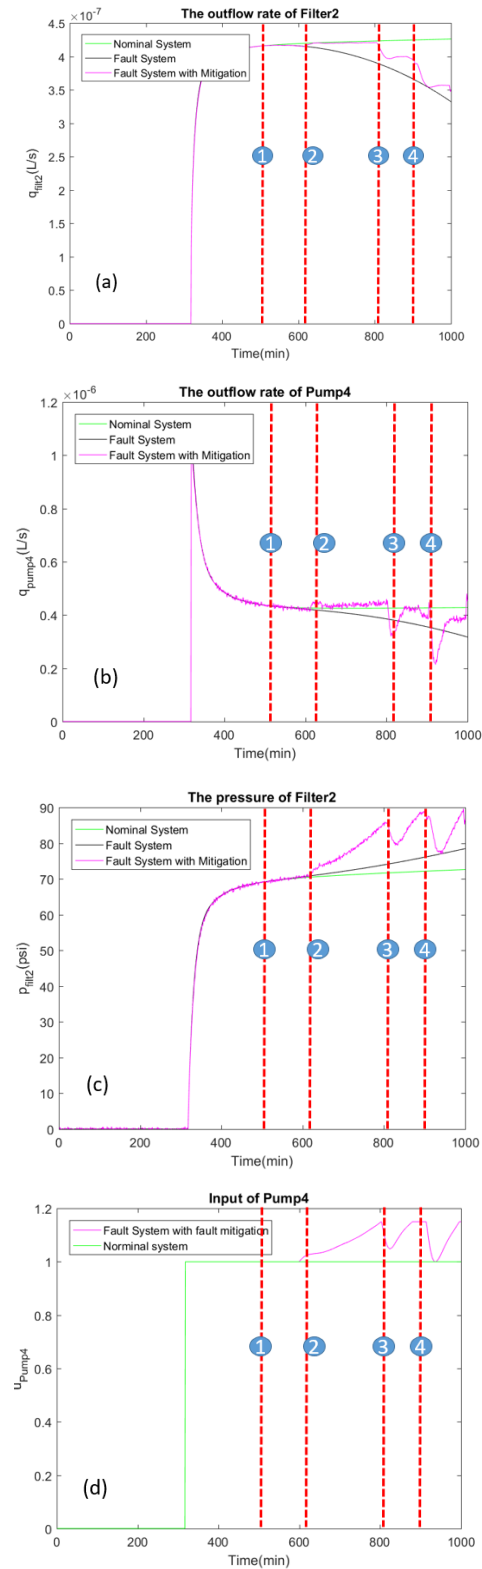 The outflow rate of Filter2
×10⁻⁷
4.5
4
3.5
3
2.5
2
1.5
1
0.5
0
q_filt2(L/s)
Nominal System
Fault System
Fault System with Mitigation
1 2 3 4
(a)
0 200 400 600 800 1000
Time(min)
The outflow rate of Pump4
×10⁻⁶
1.2
1
0.8
0.6
0.4
0.2
0
q_pump4(L/s)
Nominal System
Fault System
Fault System with Mitigation
1 2 3 4
(b)
0 200 400 600 800 1000
Time(min)
The pressure of Filter2
90
80
70
60
50
40
30
20
10
0
p_filt2(psi)
Nominal System
Fault System
Fault System with Mitigation
1 2 3 4
(c)
0 200 400 600 800 1000
Time(min)
Input of Pump4
1.2
1
0.8
0.6
0.4
0.2
0
u_Pump4
Fault System with fault mitigation
Norminal system
1 2 3 4
(d)
0 200 400 600 800 1000
Time(min)